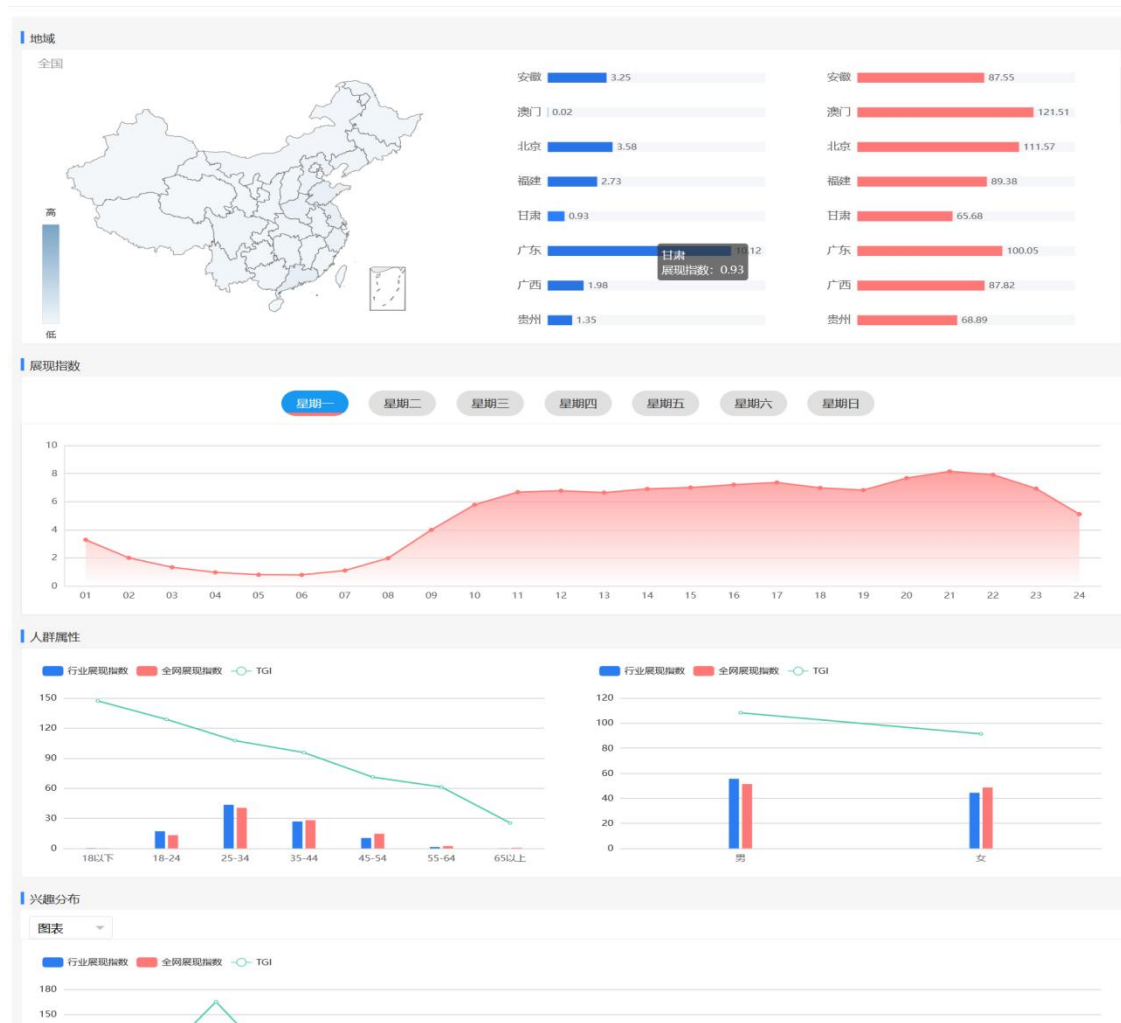 地域
全国
高
低
安徽 3.25
澳门 0.02
北京 3.58
福建 2.73
甘肃 0.93
广东 10.12
广西 1.98
贵州 1.35
甘肃
展现指数: 0.93
安徽 87.55
澳门 121.51
北京 111.57
福建 89.38
甘肃 65.68
广东 100.05
广西 87.82
贵州 68.89
展现指数
星期一 星期二 星期三 星期四 星期五 星期六 星期日
10
8
6
4
2
0
01 02 03 04 05 06 07 08 09 10 11 12 13 14 15 16 17 18 19 20 21 22 23 24
人群属性
行业展现指数 全网展现指数 TGI
150
120
90
60
30
0
18以下 18-24 25-34 35-44 45-54 55-64 65以上
行业展现指数 全网展现指数 TGI
120
100
80
60
40
20
0
男 女
兴趣分布
图表
行业展现指数 全网展现指数 TGI
180
150